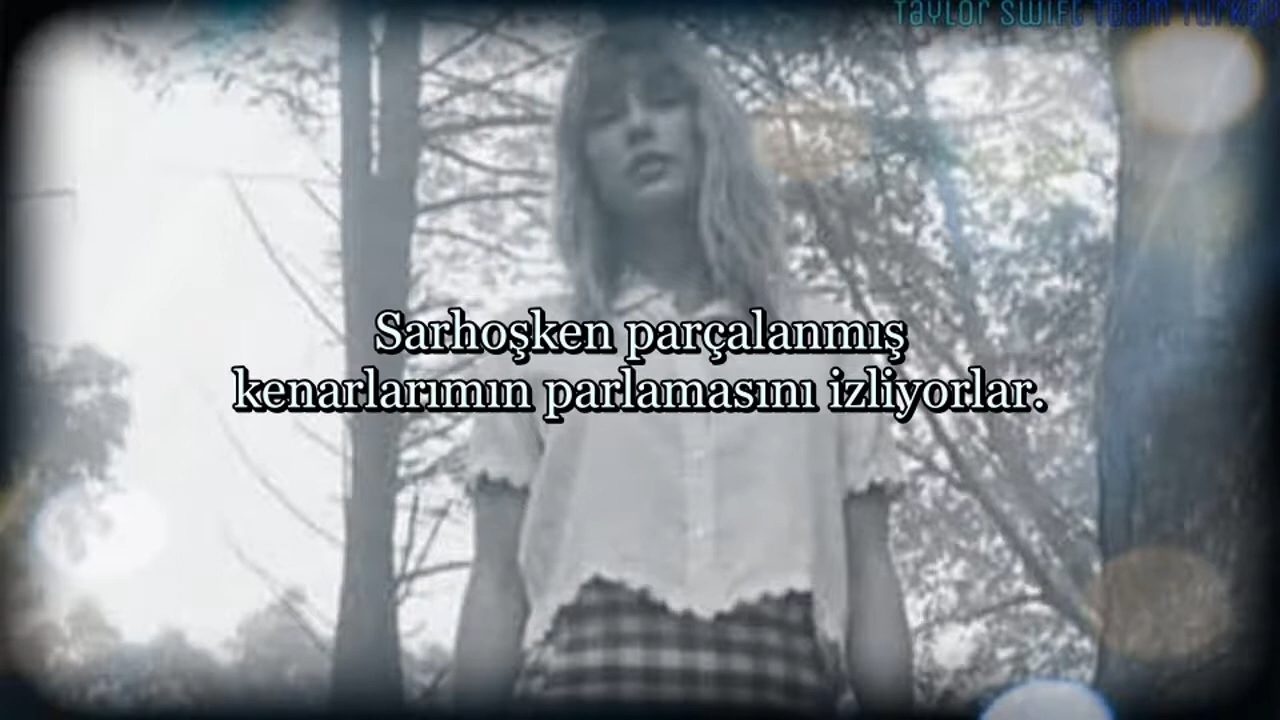 Taylor Swift Team Turkey
Sarhoşken parçalanmış
kenarlarımın parlamasını izliyorlar.